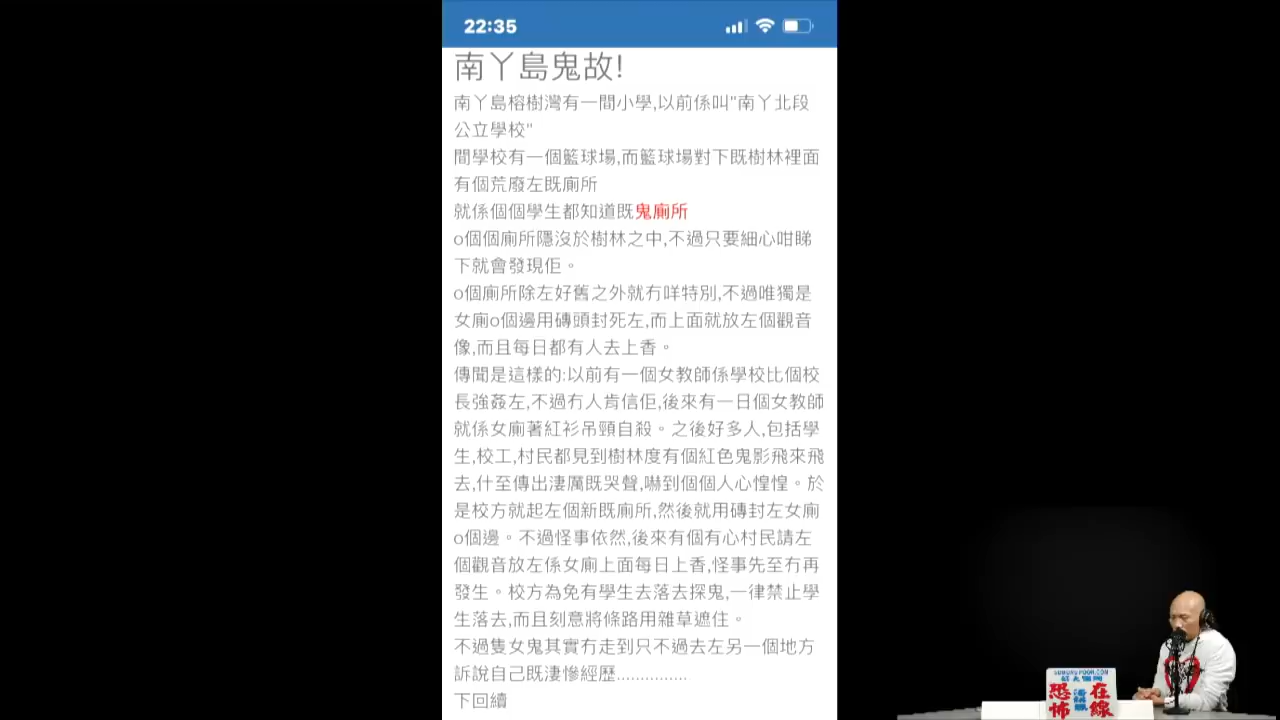 22:35
南丫島鬼故!
南丫島榕樹灣有一間小學,以前係叫"南丫北段
公立學校"
間學校有一個籃球場,而籃球場對下既樹林裡面
有個荒廢左既廁所
就係個個學生都知道既鬼廁所
o個個廁所隱沒於樹林之中,不過只要細心咁睇
下就會發現佢。
o個廁所除左好舊之外就冇咩特別,不過唯獨是
女廁o個邊用磚頭封死左,而上面就放左個觀音
像,而且每日都有人去上香。
傳聞是這樣的:以前有一個女教師係學校比個校
長強姦左,不過冇人肯信佢,後來有一日個女教師
就係女廁著紅衫吊頸自殺。之後好多人,包括學
生,校工,村民都見到樹林度有個紅色鬼影飛來飛
去,什至傳出淒厲既哭聲,嚇到個個人心惶惶。於
是校方就起左個新既廁所,然後就用磚封左女廁
o個邊。不過怪事依然,後來有個有心村民請左
個觀音放左係女廁上面每日上香,怪事先至冇再
發生。校方為免有學生去落去探鬼,一律禁止學
生落去,而且刻意將條路用雜草遮住。
不過隻女鬼其實冇走到只不過去左另一個地方
訴說自己既淒慘經歷...............
下回續
恐怖
在線